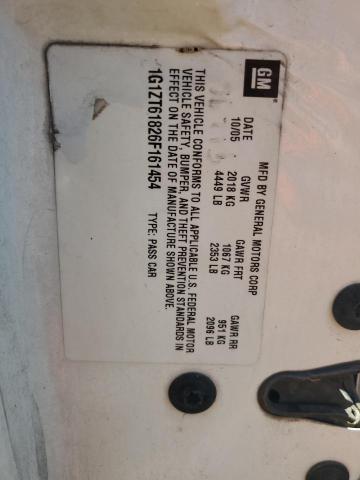 GM
MFD BY GENERAL MOTORS CORP
DATE GVWR GAWR FRT GAWR RR
10/05 2018 KG 1067 KG 951 KG
4449 LB 2353 LB 2096 LB
THIS VEHICLE CONFORMS TO ALL APPLICABLE U.S. FEDERAL MOTOR
VEHICLE SAFETY, BUMPER, AND THEFT PREVENTION STANDARDS IN
EFFECT ON THE DATE OF MANUFACTURE SHOWN ABOVE.
1G1ZT61826F161454 TYPE: PASS CAR